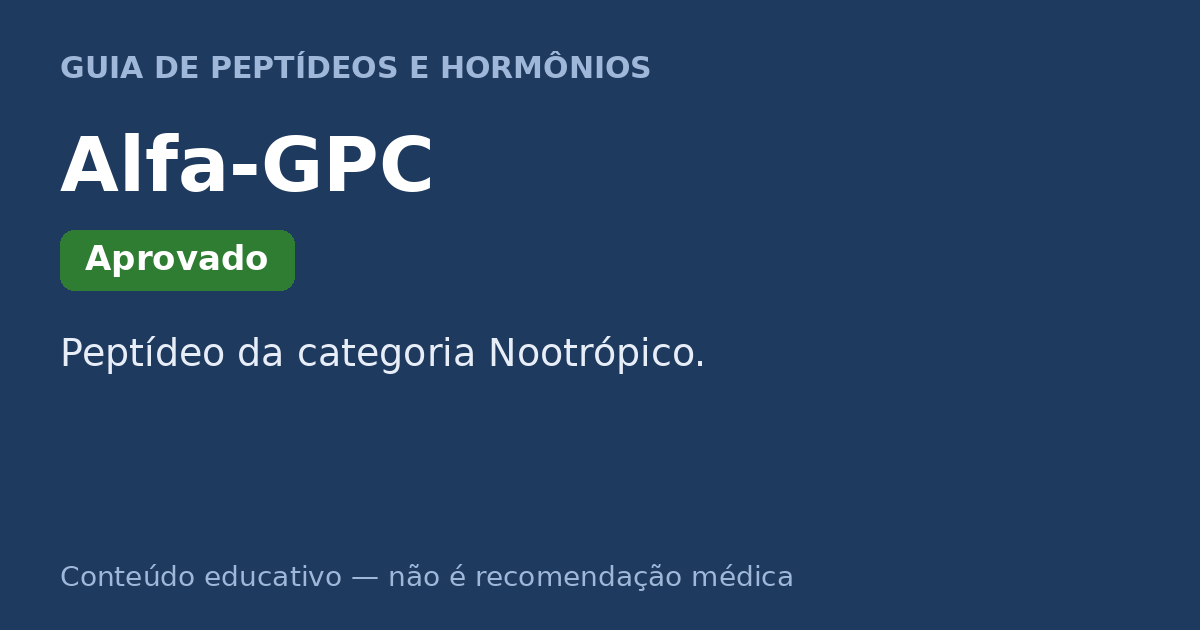 GUIA DE PEPTÍDEOS E HORMÔNIOS
Alfa-GPC
Aprovado
Peptídeo da categoria Nootrópico.
Conteúdo educativo — não é recomendação médica